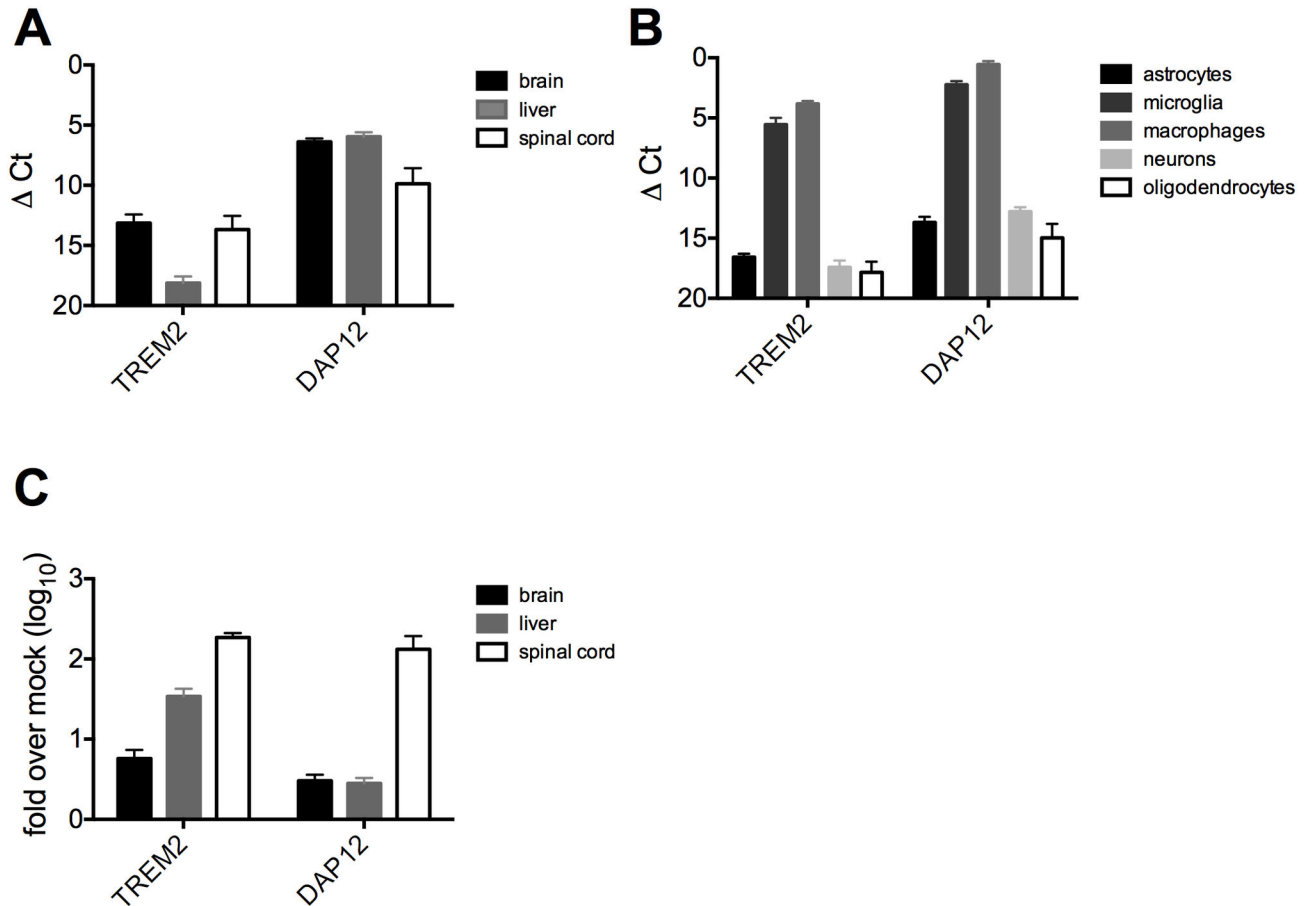 A
Δ Ct
0
5
10
15
20
TREM2
DAP12
brain
liver
spinal cord
B
Δ Ct
0
5
10
15
20
TREM2
DAP12
astrocytes
microglia
macrophages
neurons
oligodendrocytes
C
fold over mock (log10)
3
2
1
0
TREM2
DAP12
brain
liver
spinal cord